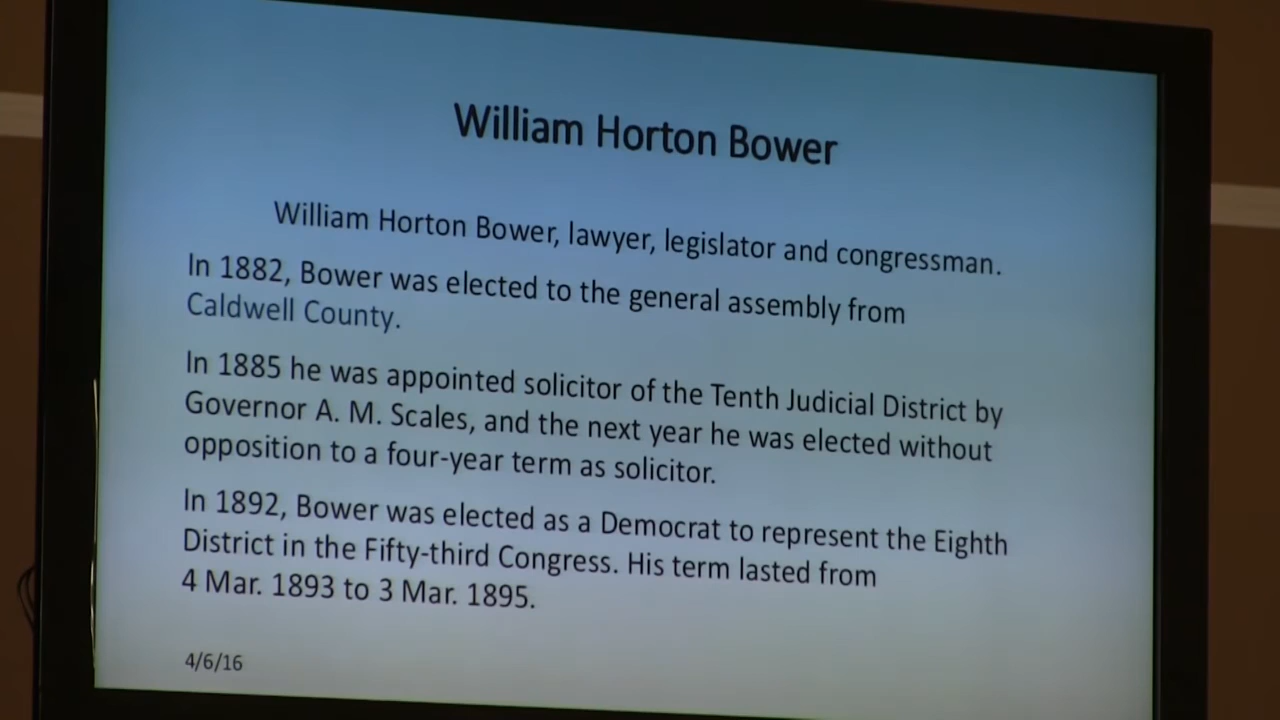 William Horton Bower
William Horton Bower, lawyer, legislator and congressman.
In 1882, Bower was elected to the general assembly from
Caldwell County.
In 1885 he was appointed solicitor of the Tenth Judicial District by
Governor A. M. Scales, and the next year he was elected without
opposition to a four-year term as solicitor.
In 1892, Bower was elected as a Democrat to represent the Eighth
District in the Fifty-third Congress. His term lasted from
4 Mar. 1893 to 3 Mar. 1895.
4/6/16